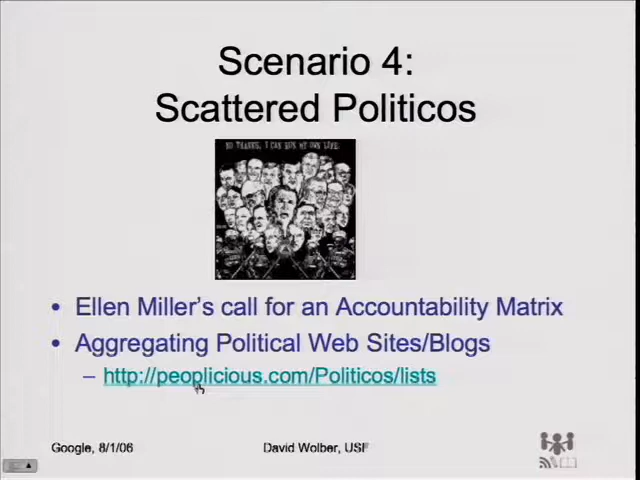 Scenario 4:
Scattered Politicos
NO THANKS, I CAN RUN MY OWN LIFE.
• Ellen Miller's call for an Accountability Matrix
• Aggregating Political Web Sites/Blogs
– http://peoplicious.com/Politicos/lists
Google, 8/1/06
David Wolber, USF